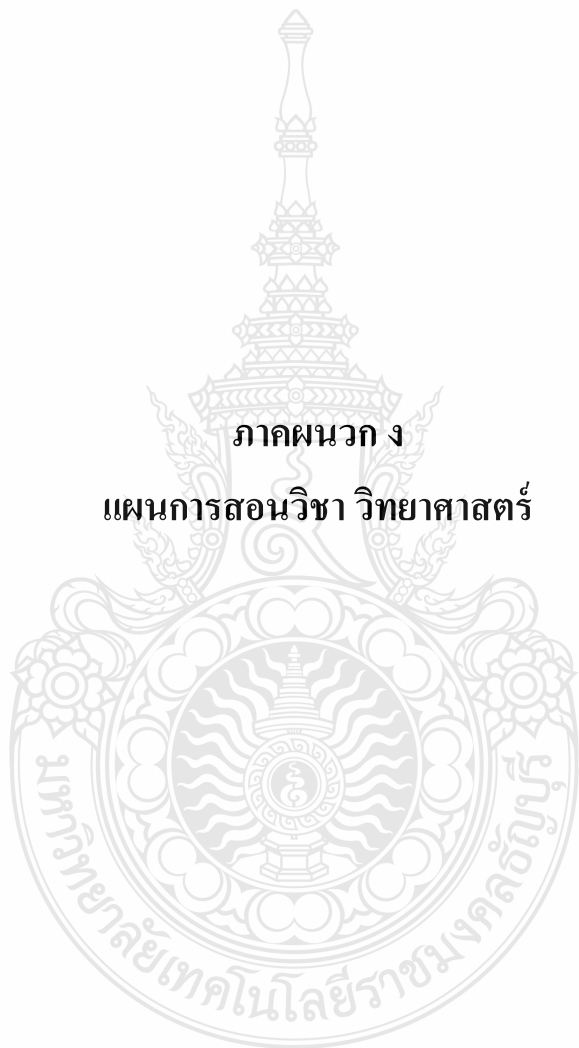 ภาคผนวก ง
แผนการสอนวิชา วิทยาศาสตร์
มหาวิทยาลัยเทคโนโลยีราชมงคลธัญบุรี